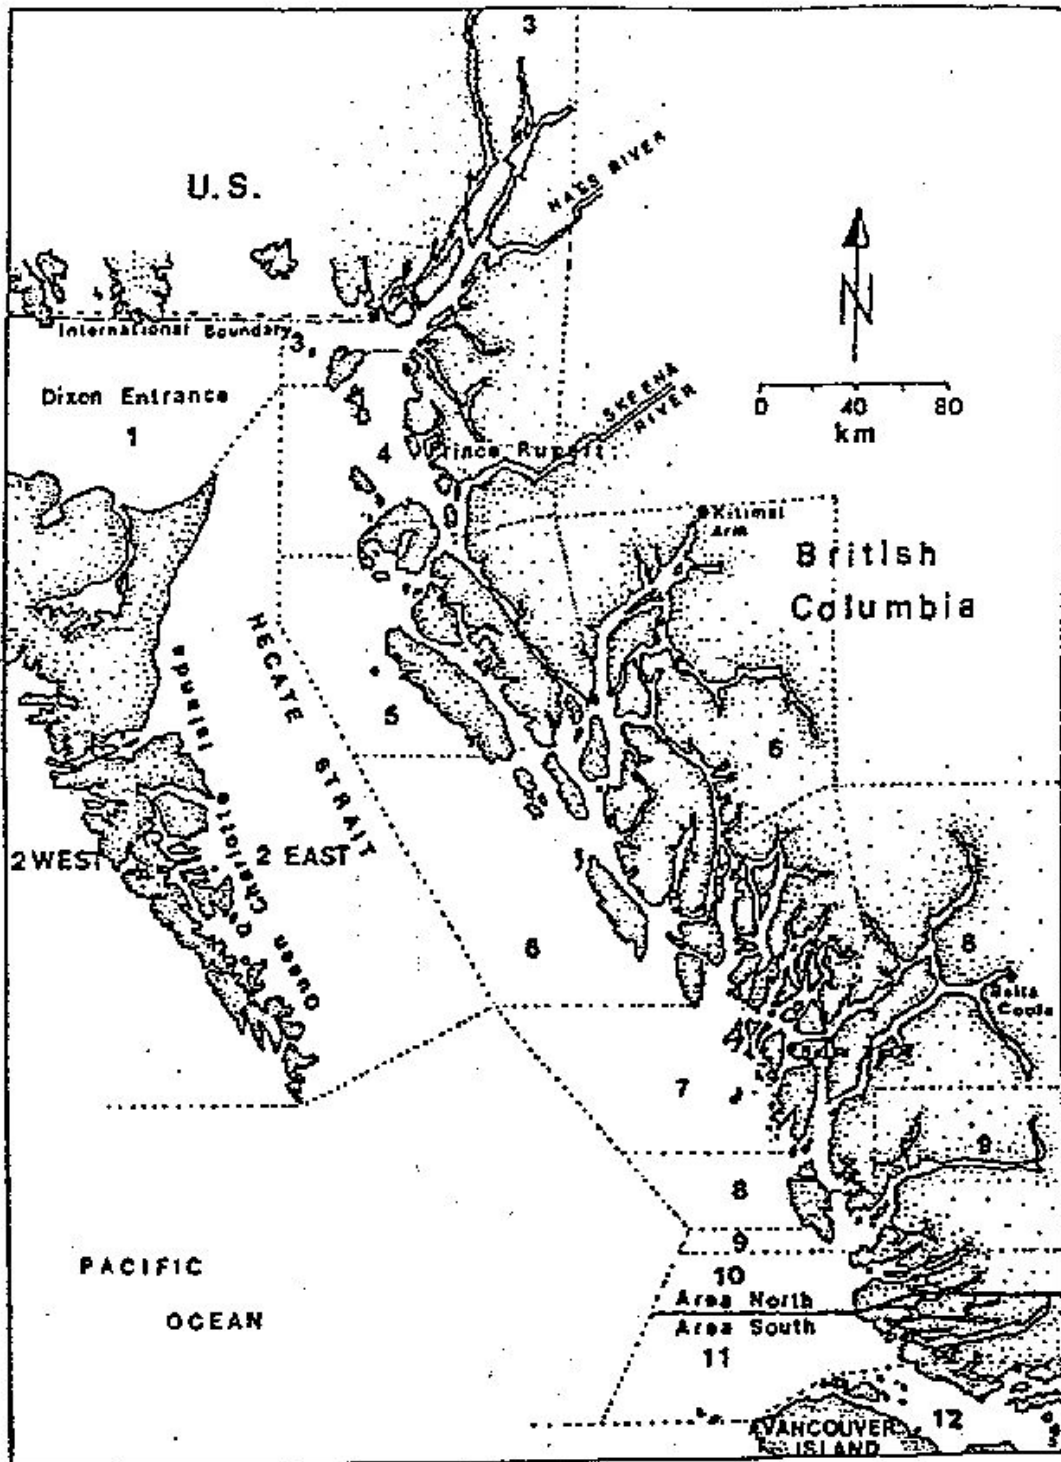 3
U.S.
NASS RIVER
International Boundary
3
Dixon Entrance
1
0 40 80
km
N
SKEENA
RIVER
4
Prince Rupert
Kitimat
Arm
British
Columbia
HECATE STRAIT
5
6
Queen Charlotte Islands
2 WEST
2 EAST
6
8
Bella
Coola
7
9
8
9
PACIFIC
OCEAN
10
Area North
Area South
11
12
VANCOUVER
ISLAND